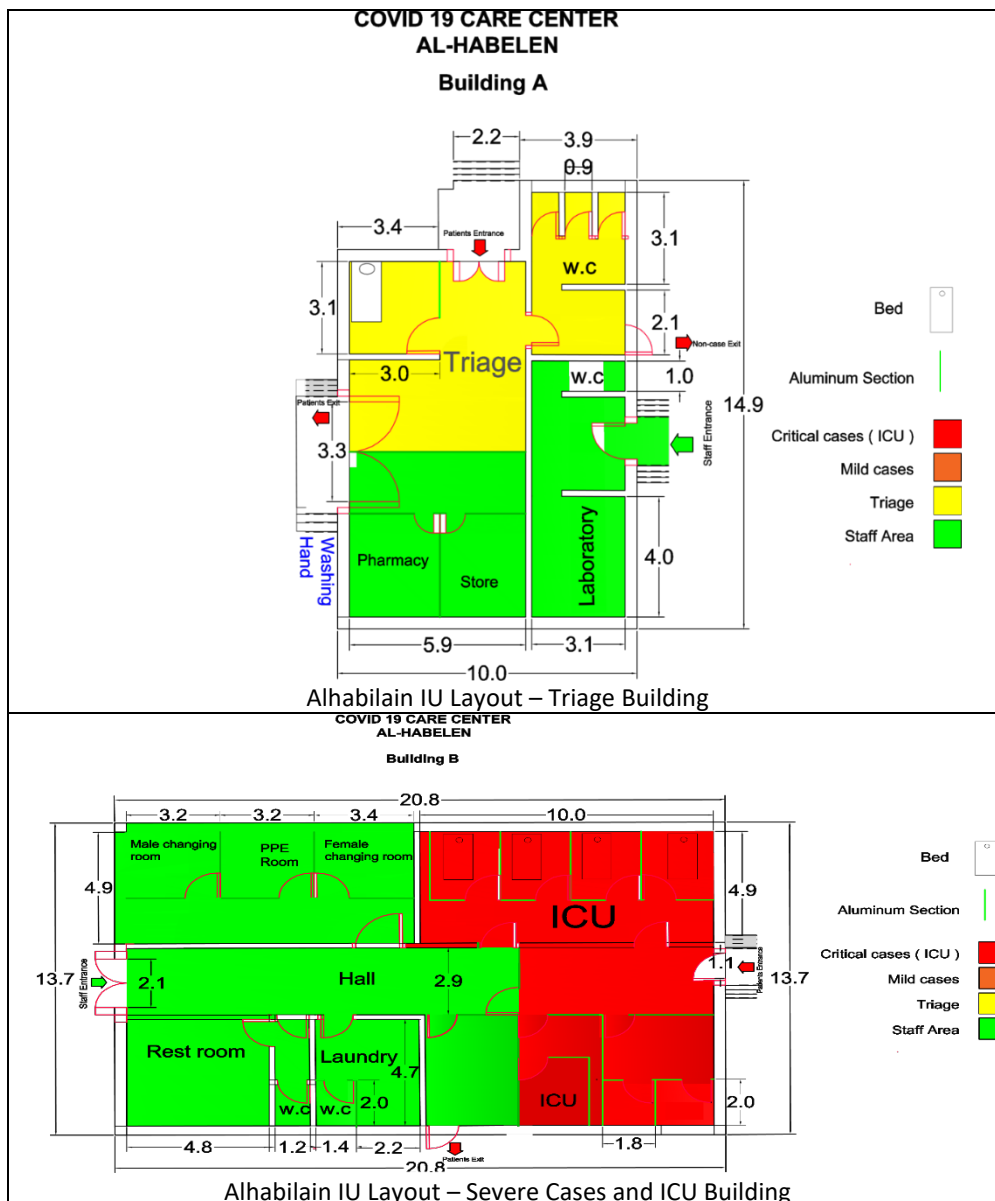 COVID 19 CARE CENTER
AL-HABELEN
Building A
2.2
3.9
0.9
3.4
Patients Entrance
3.1
W.C
3.1
2.1
Non-case Exit
Triage
3.0
W.C
1.0
14.9
Patients Exit
3.3
Staff Entrance
Washing
Hand
Pharmacy
Store
Laboratory
4.0
5.9
3.1
10.0
Bed
Aluminum Section
Critical cases ( ICU )
Mild cases
Triage
Staff Area
Alhabilain IU Layout – Triage Building
COVID 19 CARE CENTER
AL-HABELEN
Building B
20.8
3.2
3.2
3.4
10.0
Male changing
room
PPE
Room
Female
changing room
4.9
ICU
4.9
13.7
Staff Entrance
2.1
Hall
2.9
1.1
Patients Entrance
13.7
Rest room
Laundry
4.7
W.C
W.C
2.0
ICU
2.0
4.8
1.2
1.4
2.2
Patients Exit
1.8
20.8
Bed
Aluminum Section
Critical cases ( ICU )
Mild cases
Triage
Staff Area
Alhabilain IU Layout – Severe Cases and ICU Building